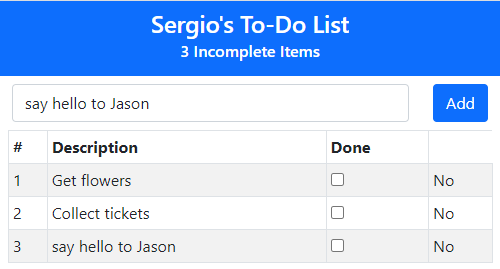 Sergio's To-Do List
3 Incomplete Items
say hello to Jason Add
# Description Done
1 Get flowers No
2 Collect tickets No
3 say hello to Jason No